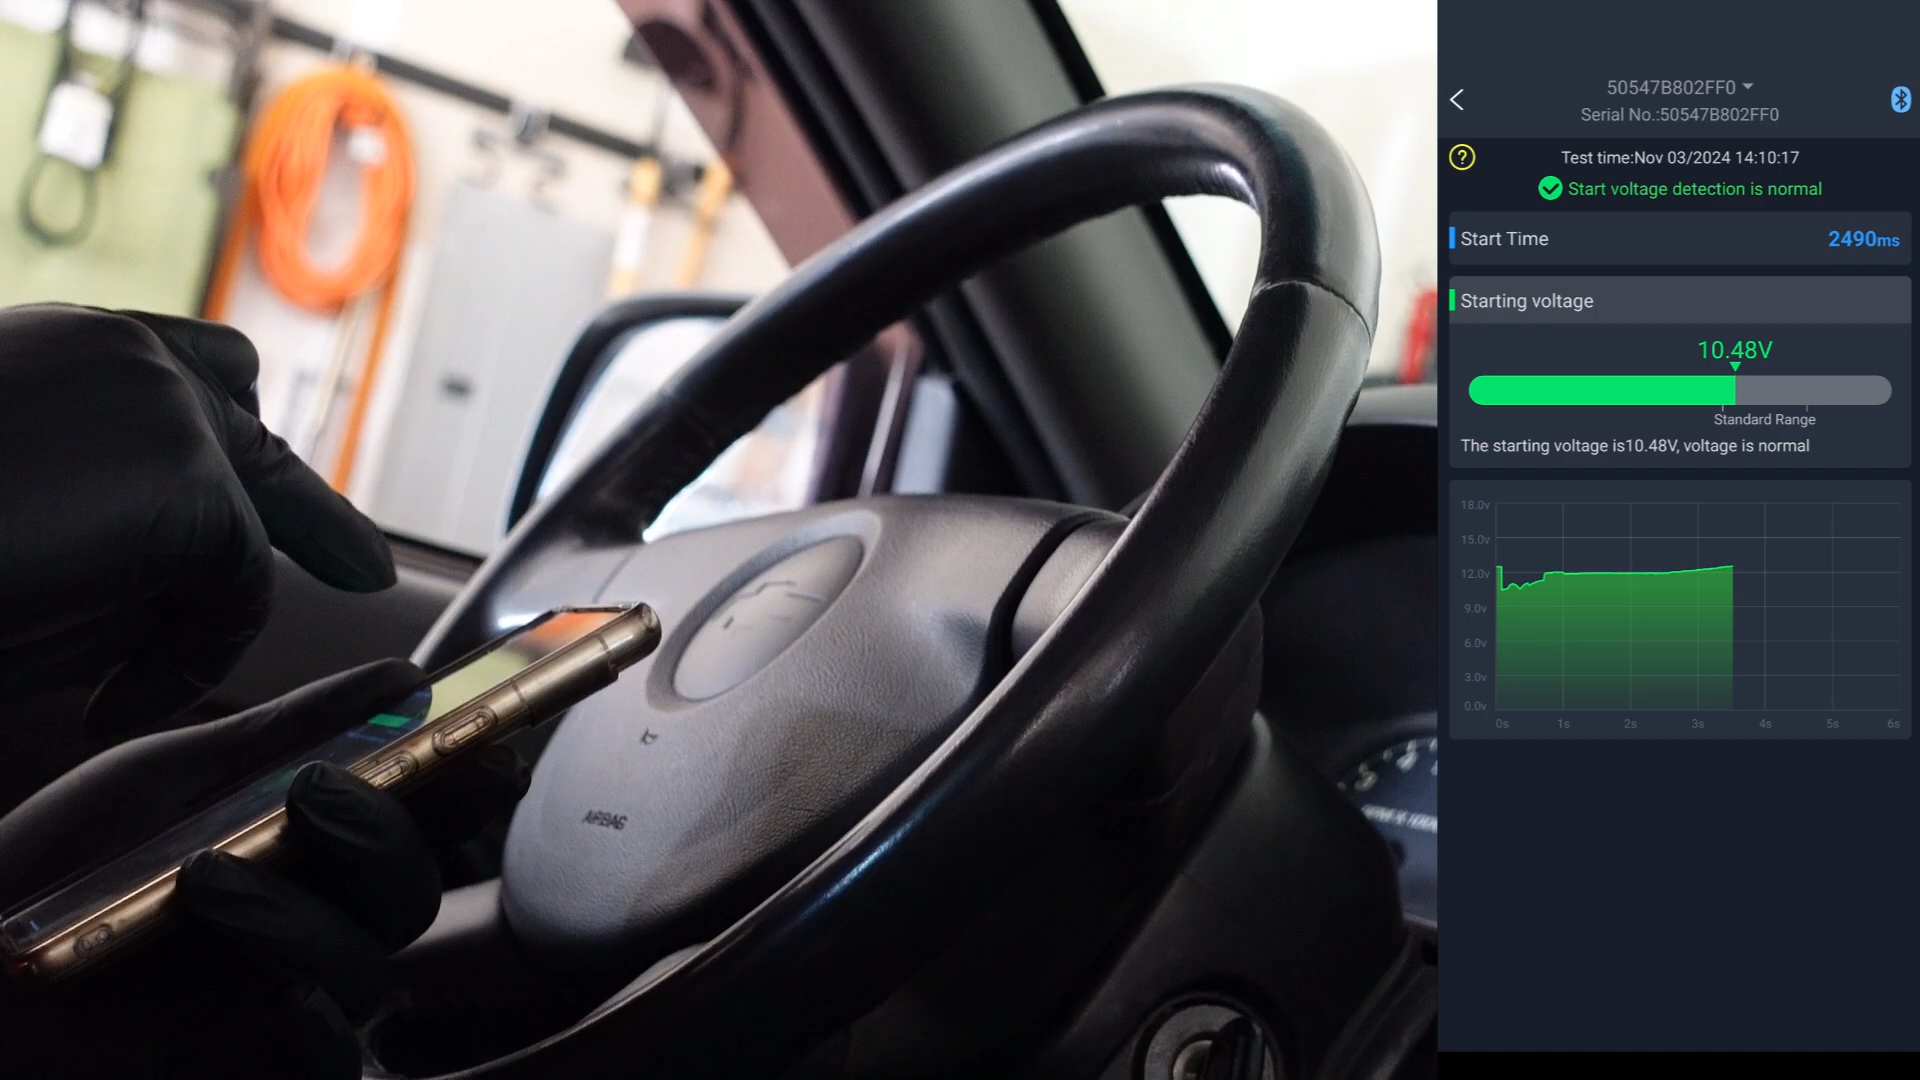 50547B802FF0
Serial No.:50547B802FF0
Test time:Nov 03/2024 14:10:17
Start voltage detection is normal
Start Time 2490ms
Starting voltage
10.48V
Standard Range
The starting voltage is10.48V, voltage is normal
18.0v
15.0v
12.0v
9.0v
6.0v
3.0v
0.0v
0s 1s 2s 3s 4s 5s 6s
AIRBAG